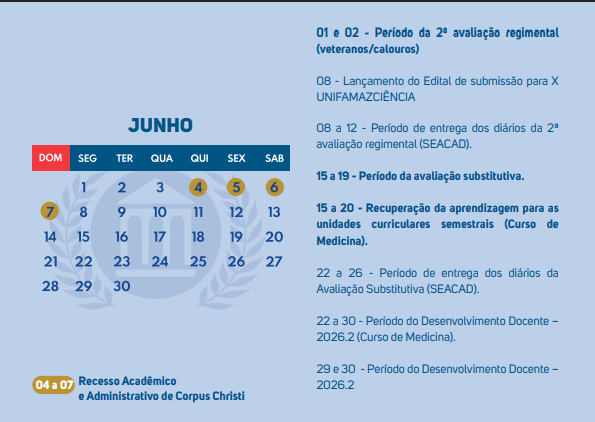 JUNHO
DOM SEG TER QUA QUI SEX SAB
1 2 3 4 5 6
7 8 9 10 11 12 13
14 15 16 17 18 19 20
21 22 23 24 25 26 27
28 29 30
04 a 07 Recesso Acadêmico
e Administrativo de Corpus Christi
01 e 02 - Período da 2ª avaliação regimental
(veteranos/calouros)
08 - Lançamento do Edital de submissão para X
UNIFAMAZCIÊNCIA
08 a 12 - Período de entrega dos diários da 2ª
avaliação regimental (SEACAD).
15 a 19 - Período da avaliação substitutiva.
15 a 20 - Recuperação da aprendizagem para as
unidades curriculares semestrais (Curso de
Medicina).
22 a 26 - Período de entrega dos diários da
Avaliação Substitutiva (SEACAD).
22 a 30 - Período do Desenvolvimento Docente –
2026.2 (Curso de Medicina).
29 e 30 - Período do Desenvolvimento Docente –
2026.2